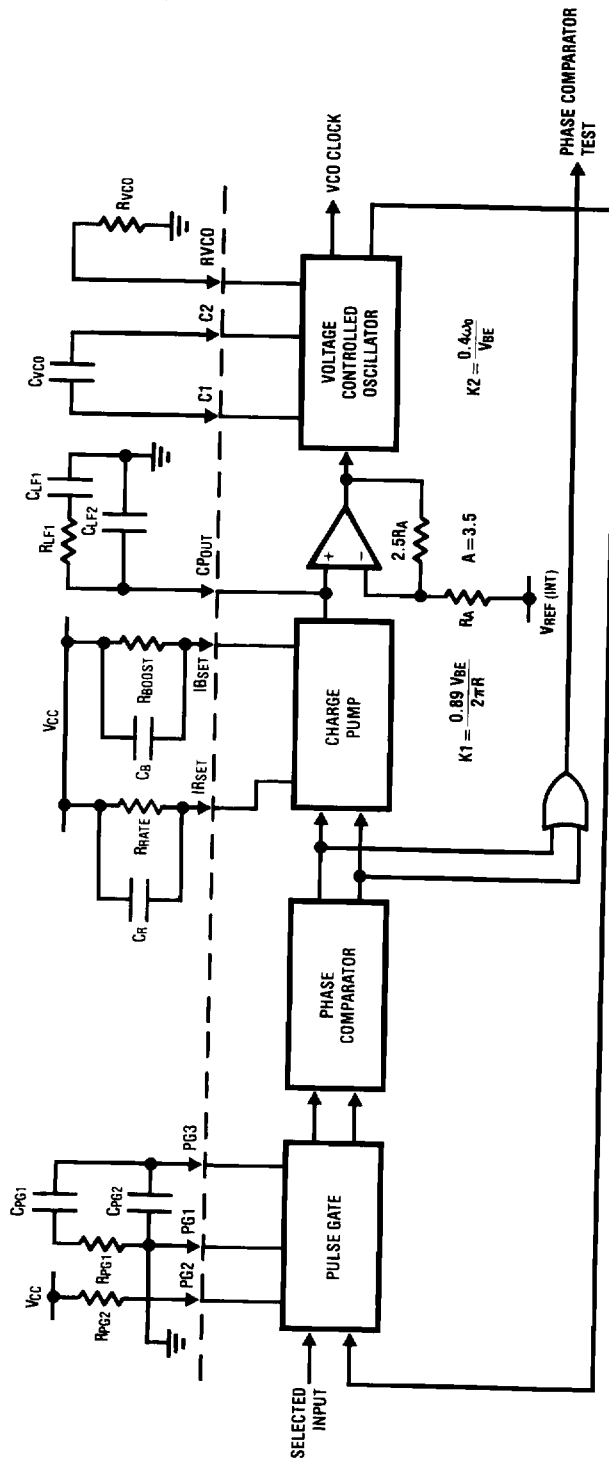 VCC
RPG2
RPG1
CPG1
CPG2
PG2
PG1
PG3
SELECTED
INPUT
PULSE GATE
PHASE
COMPARATOR
VCC
CR
RRATE
CB
RBOOST
IRSET
IBSET
CHARGE
PUMP
K1 = 0.89 VBE / 2πR
RLF1
CLF1
CLF2
CPOUT
+
−
2.5RA
RA
A = 3.5
VREF (INT)
CVCO
C1
C2
RVCO
RVCO
VOLTAGE
CONTROLLED
OSCILLATOR
VCO CLOCK
K2 = 0.4ω0 / VBE
PHASE COMPARATOR
TEST